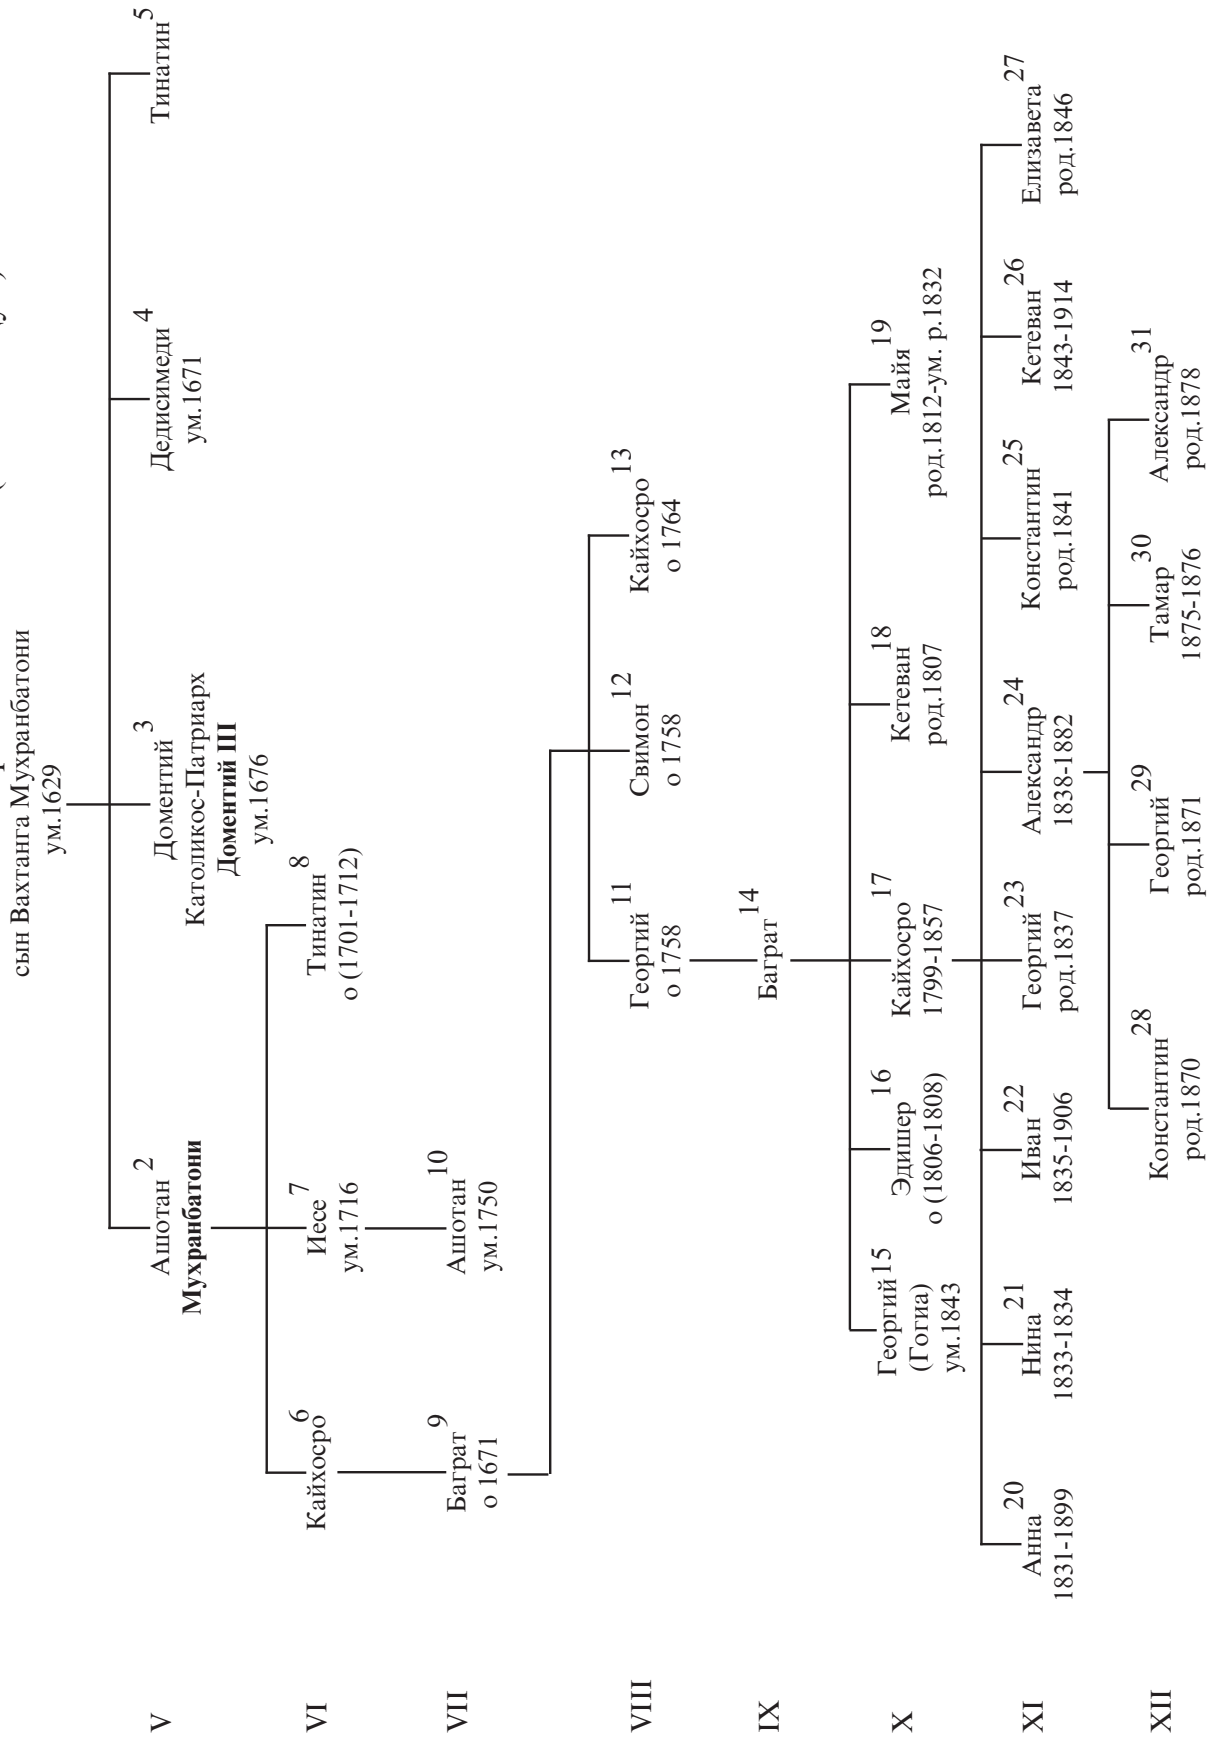 сын Вахтанга Мухранбатони
ум.1629
V
Ашотан 2
Мухранбатони
Доментий 3
Католикос-Патриарх
Доментий III
ум.1676
Дедисимеди 4
ум.1671
Тинатин 5
VI
Кайхосро 6
Иесе 7
ум.1716
Тинатин 8
о (1701-1712)
VII
Баграт 9
о 1671
Ашотан 10
ум.1750
VIII
Георгий 11
о 1758
Свимон 12
о 1758
Кайхосро 13
о 1764
IX
Баграт 14
X
Георгий 15
(Гогиа)
ум.1843
Эдишер 16
о (1806-1808)
Кайхосро 17
1799-1857
Кетеван 18
род.1807
Майя 19
род.1812-ум. р.1832
XI
Анна 20
1831-1899
Нина 21
1833-1834
Иван 22
1835-1906
Георгий 23
род.1837
Александр 24
1838-1882
Константин 25
род.1841
Кетеван 26
1843-1914
Елизавета 27
род.1846
XII
Константин 28
род.1870
Георгий 29
род.1871
Тамар 30
1875-1876
Александр 31
род.1878